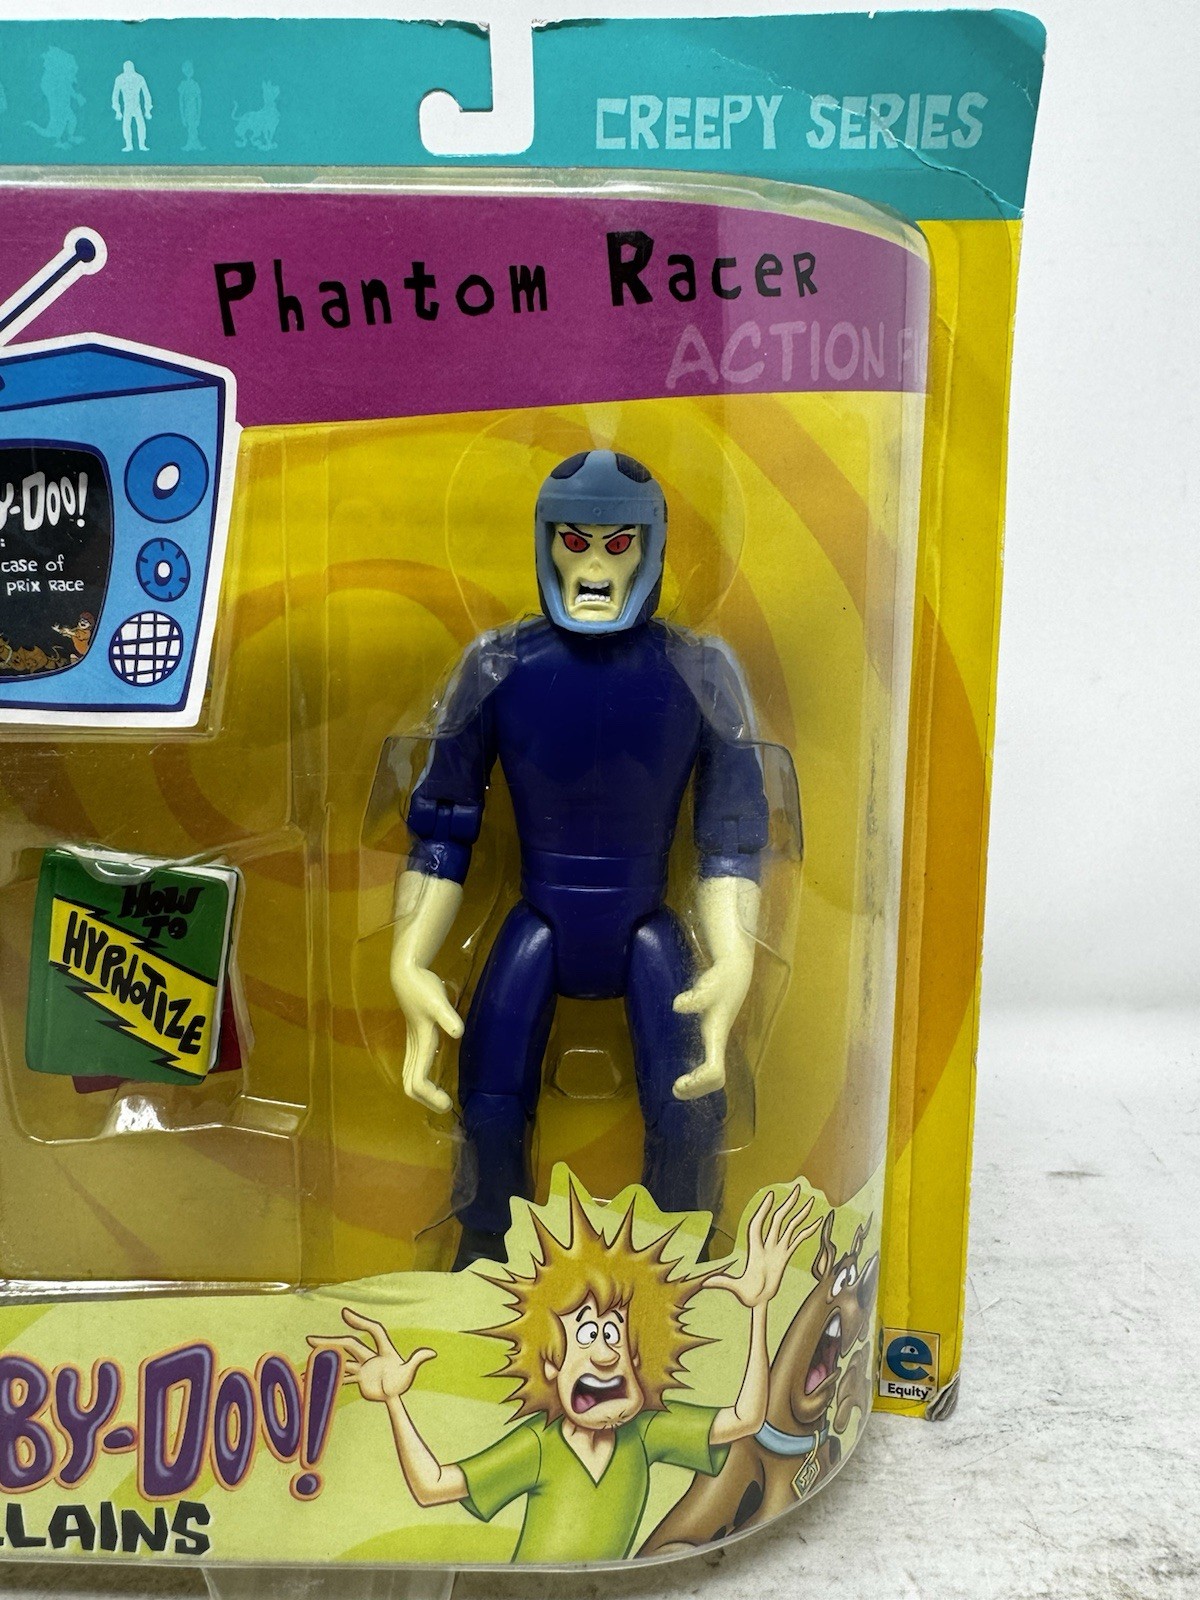 CREEPY SERIES
Phantom Racer
ACTION
Y-Doo!
case of
Prix Race
How
To
HYPNOTIZE
BY-DOO!
LLAINS
e
Equity